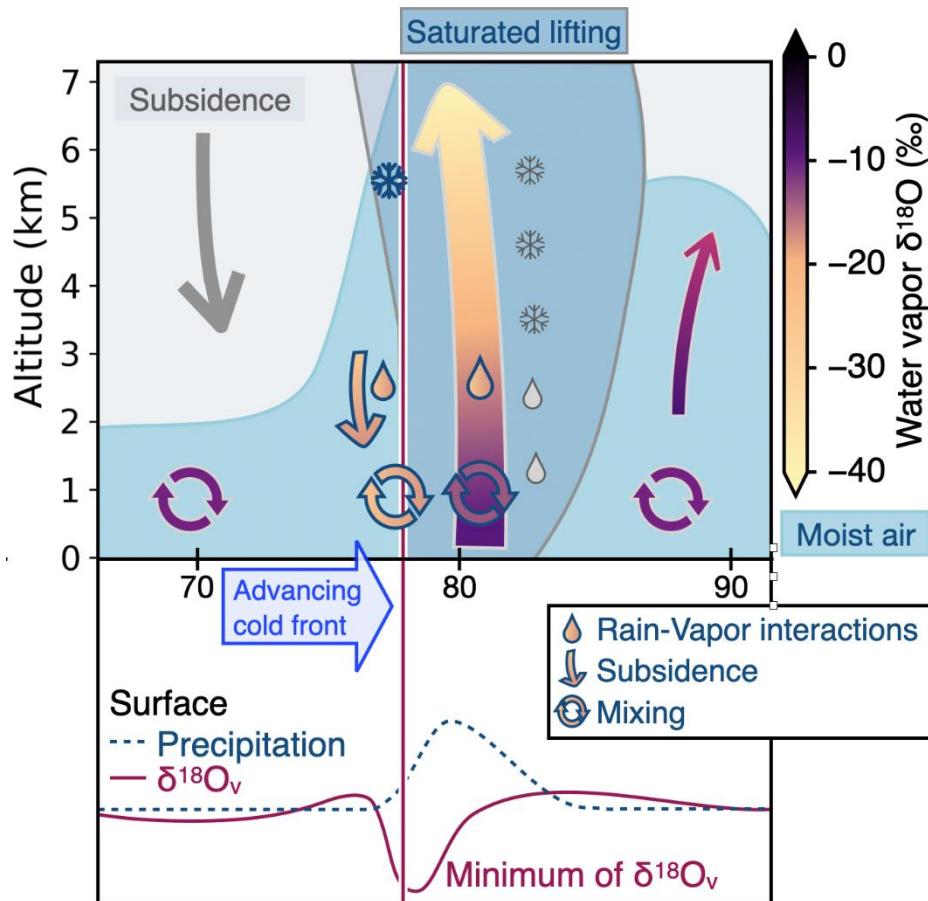 Saturated lifting
7
6
5
4
3
2
1
0
Altitude (km)
Subsidence
0
−10
−20
−30
−40
Water vapor δ¹⁸O (‰)
Moist air
70
80
90
Advancing
cold front
Rain-Vapor interactions
Subsidence
Mixing
Surface
Precipitation
δ¹⁸Oᵥ
Minimum of δ¹⁸Oᵥ